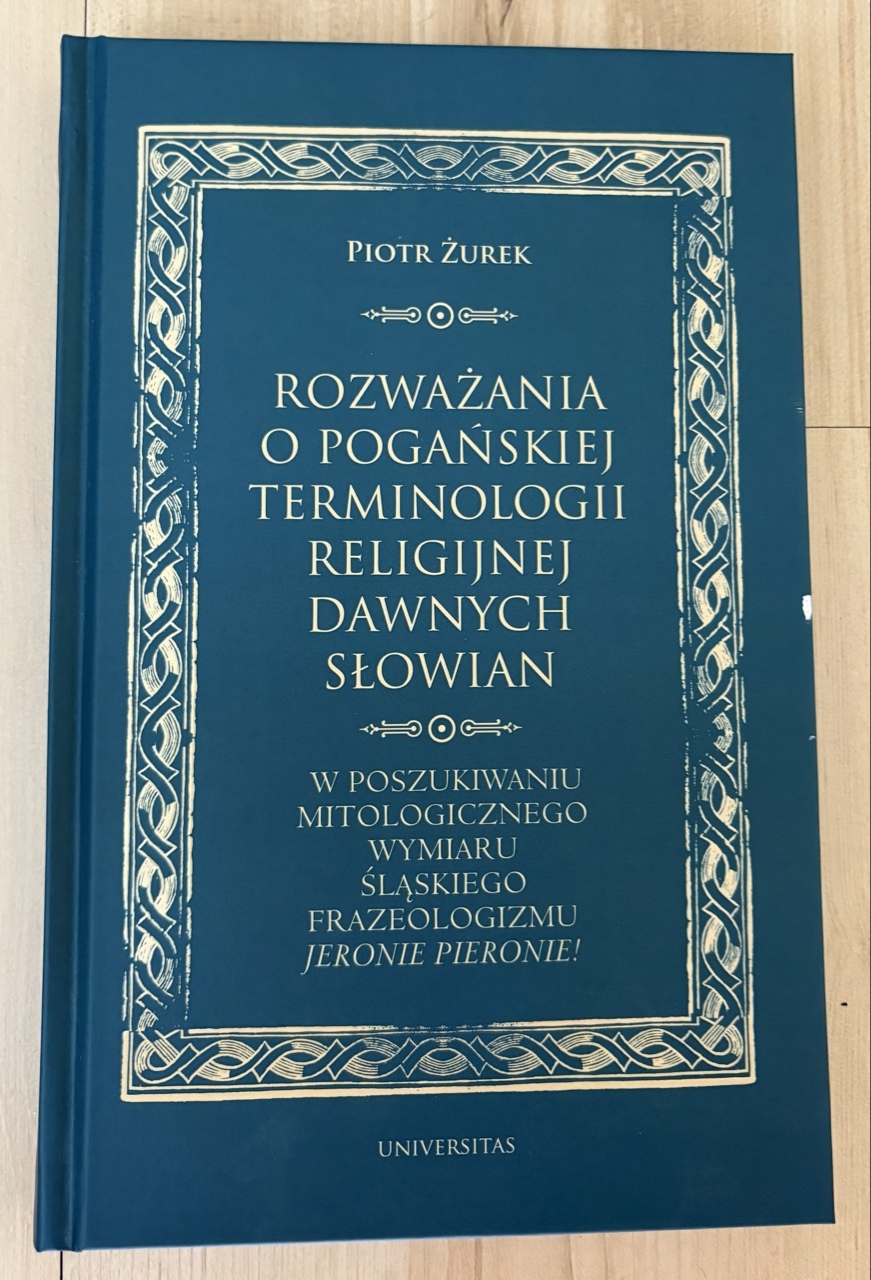 PIOTR ŻUREK
ROZWAŻANIA
O POGAŃSKIEJ
TERMINOLOGII
RELIGIJNEJ
DAWNYCH
SŁOWIAN
W POSZUKIWANIU
MITOLOGICZNEGO
WYMIARU
ŚLĄSKIEGO
FRAZEOLOGIZMU
JERONIE PIERONIE!
UNIVERSITAS